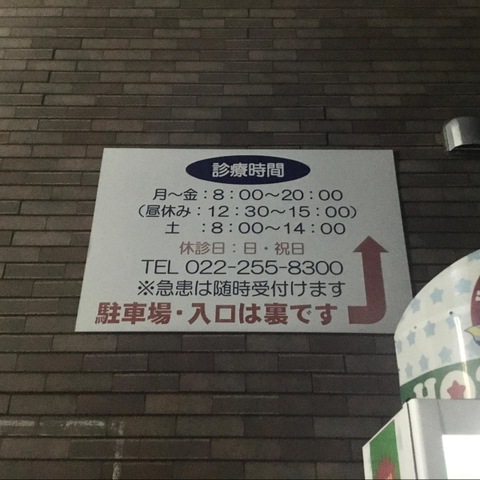 診療時間
月～金：8：00～20：00
（昼休み：12：30～15：00）
土　：8：00～14：00
休診日：日・祝日
TEL 022-255-8300
※急患は随時受付けます
駐車場・入口は裏です